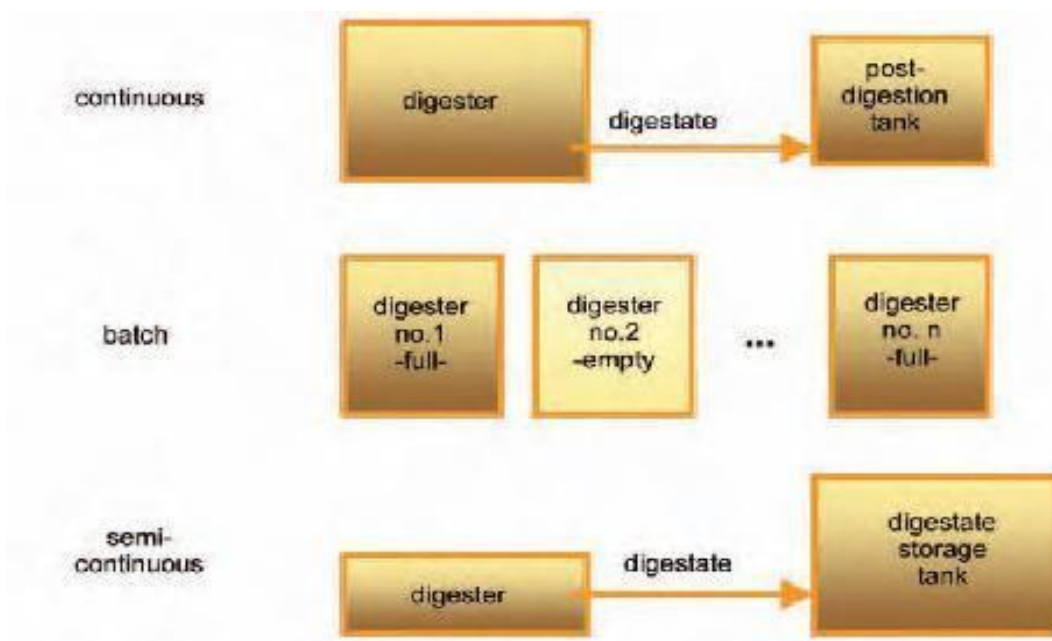 continuous
digester
digestate
post-
digestion
tank
batch
digester
no.1
-full-
digester
no.2
-empty
...
digester
no. n
-full-
semi-
continuous
digester
digestate
digestate
storage
tank